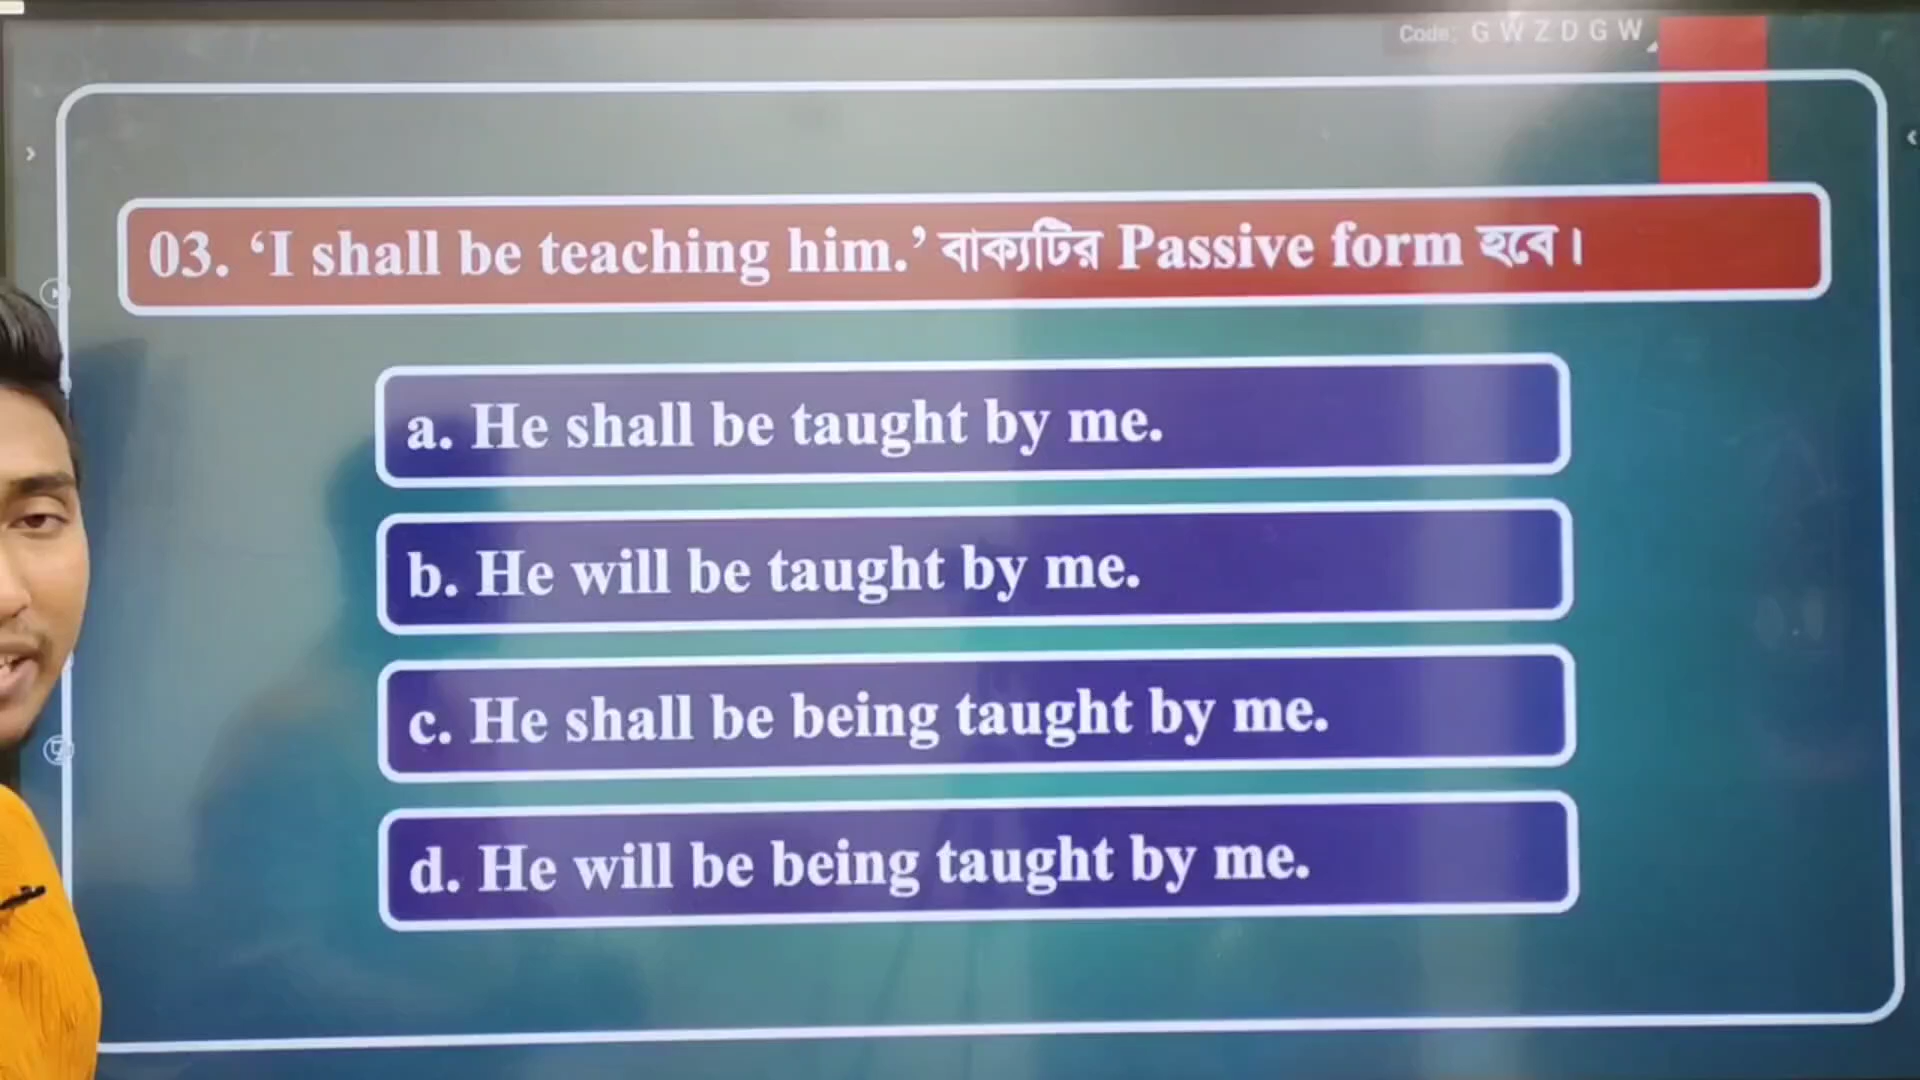 Code: G W Z D G W
03. ‘I shall be teaching him.’ বাক্যটির Passive form হবে।
a. He shall be taught by me.
b. He will be taught by me.
c. He shall be being taught by me.
d. He will be being taught by me.